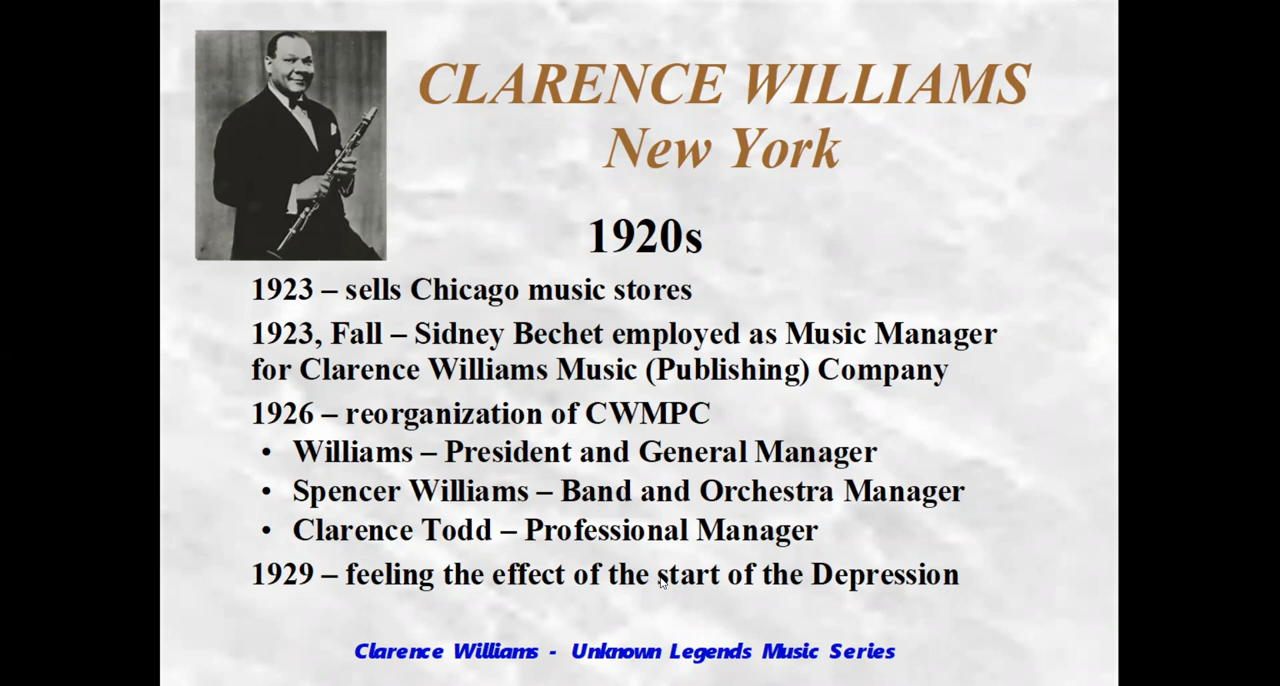 CLARENCE WILLIAMS
New York
1920s
1923 – sells Chicago music stores
1923, Fall – Sidney Bechet employed as Music Manager
for Clarence Williams Music (Publishing) Company
1926 – reorganization of CWMPC
• Williams – President and General Manager
• Spencer Williams – Band and Orchestra Manager
• Clarence Todd – Professional Manager
1929 – feeling the effect of the start of the Depression
Clarence Williams - Unknown Legends Music Series